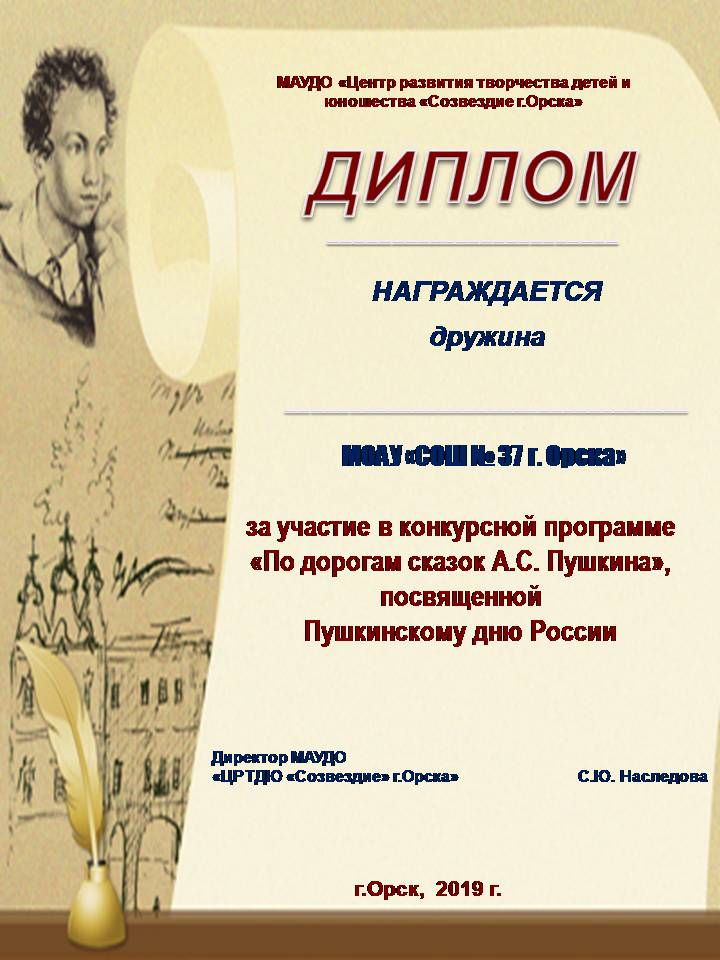 МАУДО «Центр развития творчества детей и
юношества «Созвездие г.Орска»
ДИПЛОМ
НАГРАЖДАЕТСЯ
дружина
МОАУ «СОШ № 37 г. Орска»
за участие в конкурсной программе
«По дорогам сказок А.С. Пушкина»,
посвященной
Пушкинскому дню России
Директор МАУДО
«ЦРТДЮ «Созвездие» г.Орска» С.Ю. Наследова
г.Орск, 2019 г.